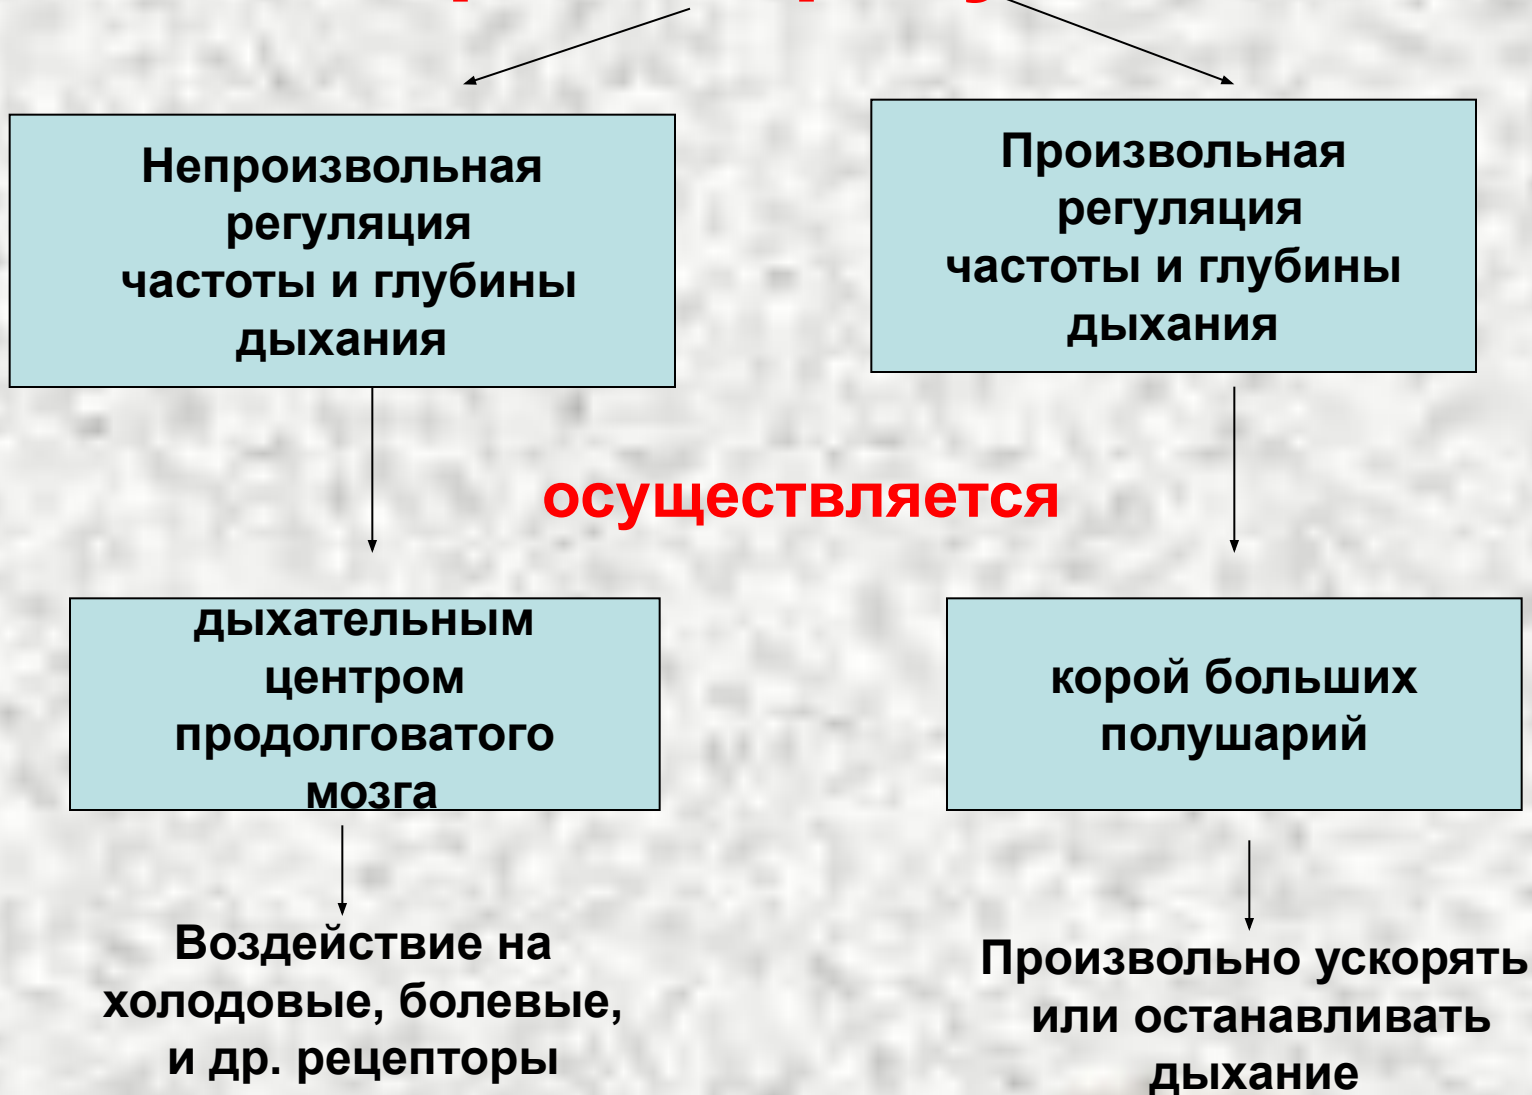 Непроизвольная
регуляция
частоты и глубины
дыхания
Произвольная
регуляция
частоты и глубины
дыхания
осуществляется
дыхательным
центром
продолговатого
мозга
корой больших
полушарий
Воздействие на
холодовые, болевые,
и др. рецепторы
Произвольно ускорять
или останавливать
дыхание